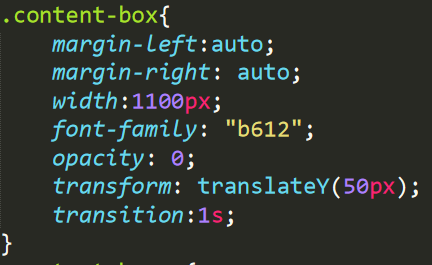 .content-box{
    margin-left:auto;
    margin-right: auto;
    width:1100px;
    font-family: "b612";
    opacity: 0;
    transform: translateY(50px);
    transition:1s;
}